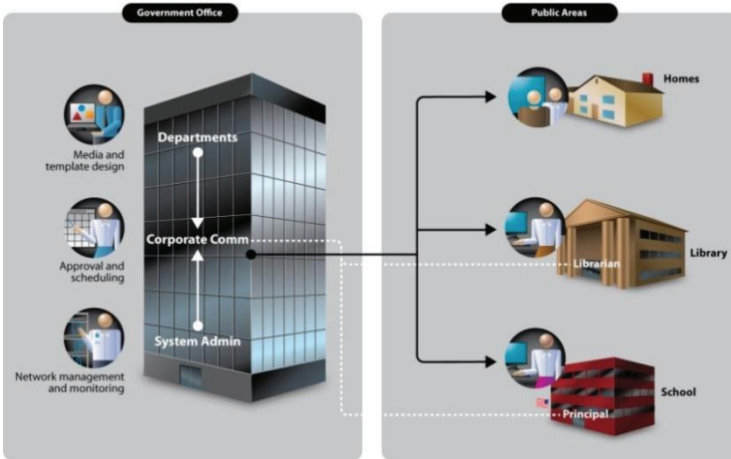 Government Office
Media and
template design
Approval and
scheduling
Network management
and monitoring
Departments
Corporate Comm
System Admin
Public Areas
Homes
Library
Librarian
School
Principal